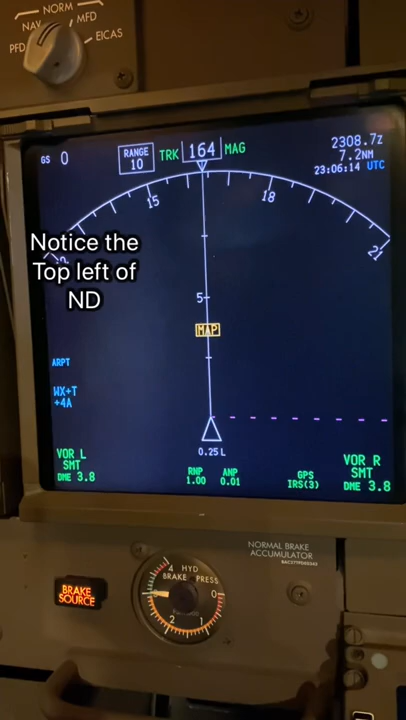 NORM
NAV
MFD
PFD
EICAS
GS 0
RANGE
10
TRK 164 MAG
2308.7z
7.2NM
23:06:14 UTC
15
18
21
Notice the
Top left of
ND
5
MAP
ARPT
WX+T
+4A
0.25 L
VOR L
SMT
DME 3.8
RNP
1.00
ANP
0.01
GPS
IRS(3)
VOR R
SMT
DME 3.8
NORMAL BRAKE
ACCUMULATOR
BRAKE
SOURCE
HYD
BRAKE PRESS
4
0
2
1